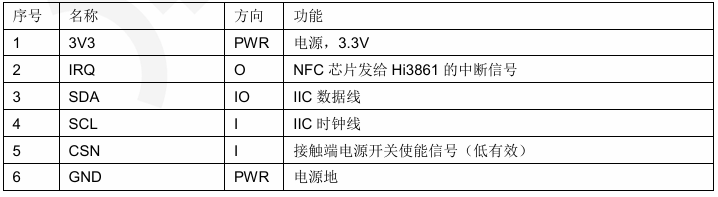 序号 名称 方向 功能
1 3V3 PWR 电源，3.3V
2 IRQ O NFC 芯片发给 Hi3861 的中断信号
3 SDA IO IIC 数据线
4 SCL I IIC 时钟线
5 CSN I 接触端电源开关使能信号（低有效）
6 GND PWR 电源地